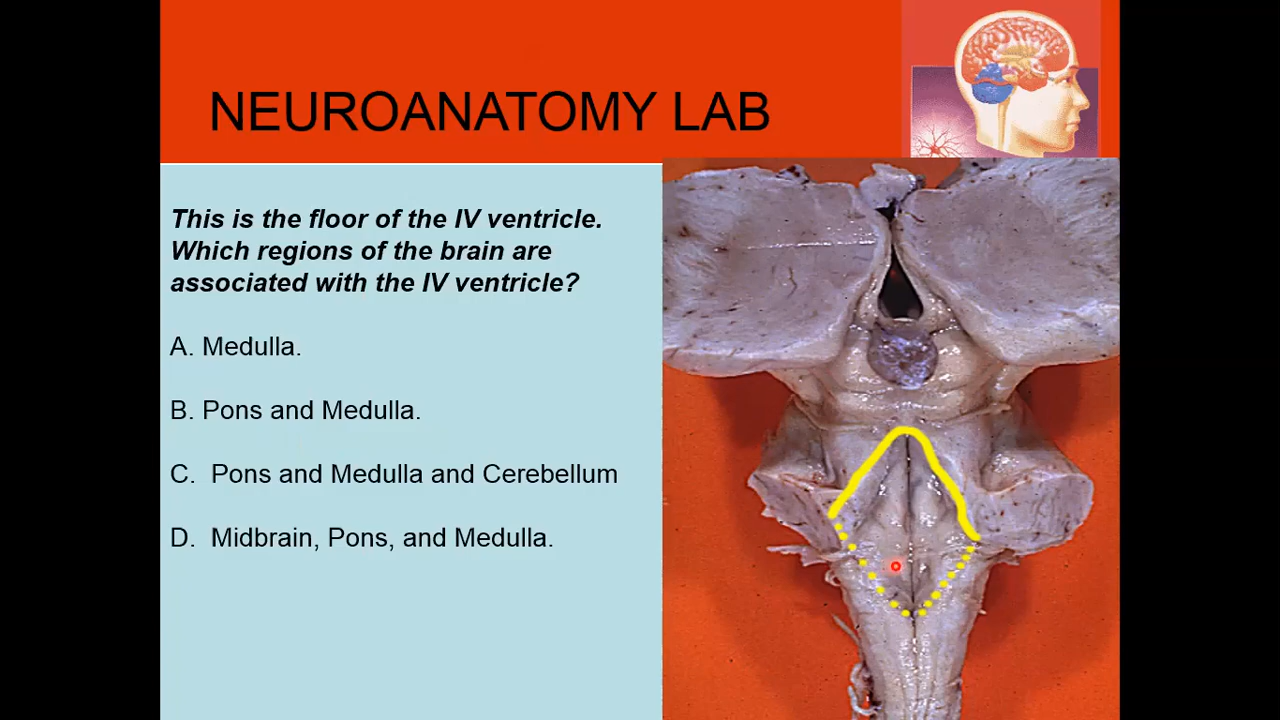 NEUROANATOMY LAB
This is the floor of the IV ventricle.
Which regions of the brain are
associated with the IV ventricle?
A. Medulla.
B. Pons and Medulla.
C. Pons and Medulla and Cerebellum
D. Midbrain, Pons, and Medulla.